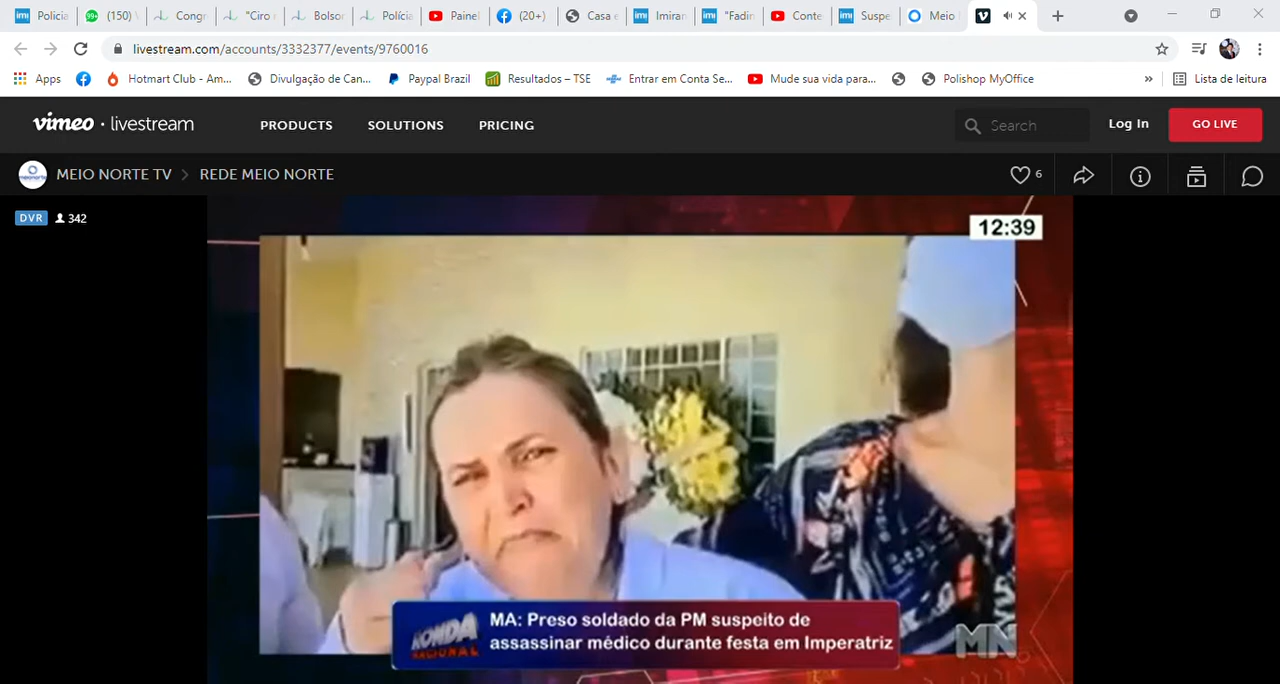 Policia
(150)
Congr
"Ciro
Bolsor
Polícia
Paine
(20+)
Casa e
Imiran
"Fadin
Conte
Suspe
Meio
livestream.com/accounts/3332377/events/9760016
Apps
Hotmart Club - Am...
Divulgação de Can...
Paypal Brazil
Resultados – TSE
Entrar em Conta Se...
Mude sua vida para...
Polishop MyOffice
»
Lista de leitura
vimeo · livestream
PRODUCTS
SOLUTIONS
PRICING
Search
Log In
GO LIVE
MEIO NORTE TV > REDE MEIO NORTE
6
DVR 342
12:39
RONDA
NACIONAL
MA: Preso soldado da PM suspeito de
assassinar médico durante festa em Imperatriz
MN